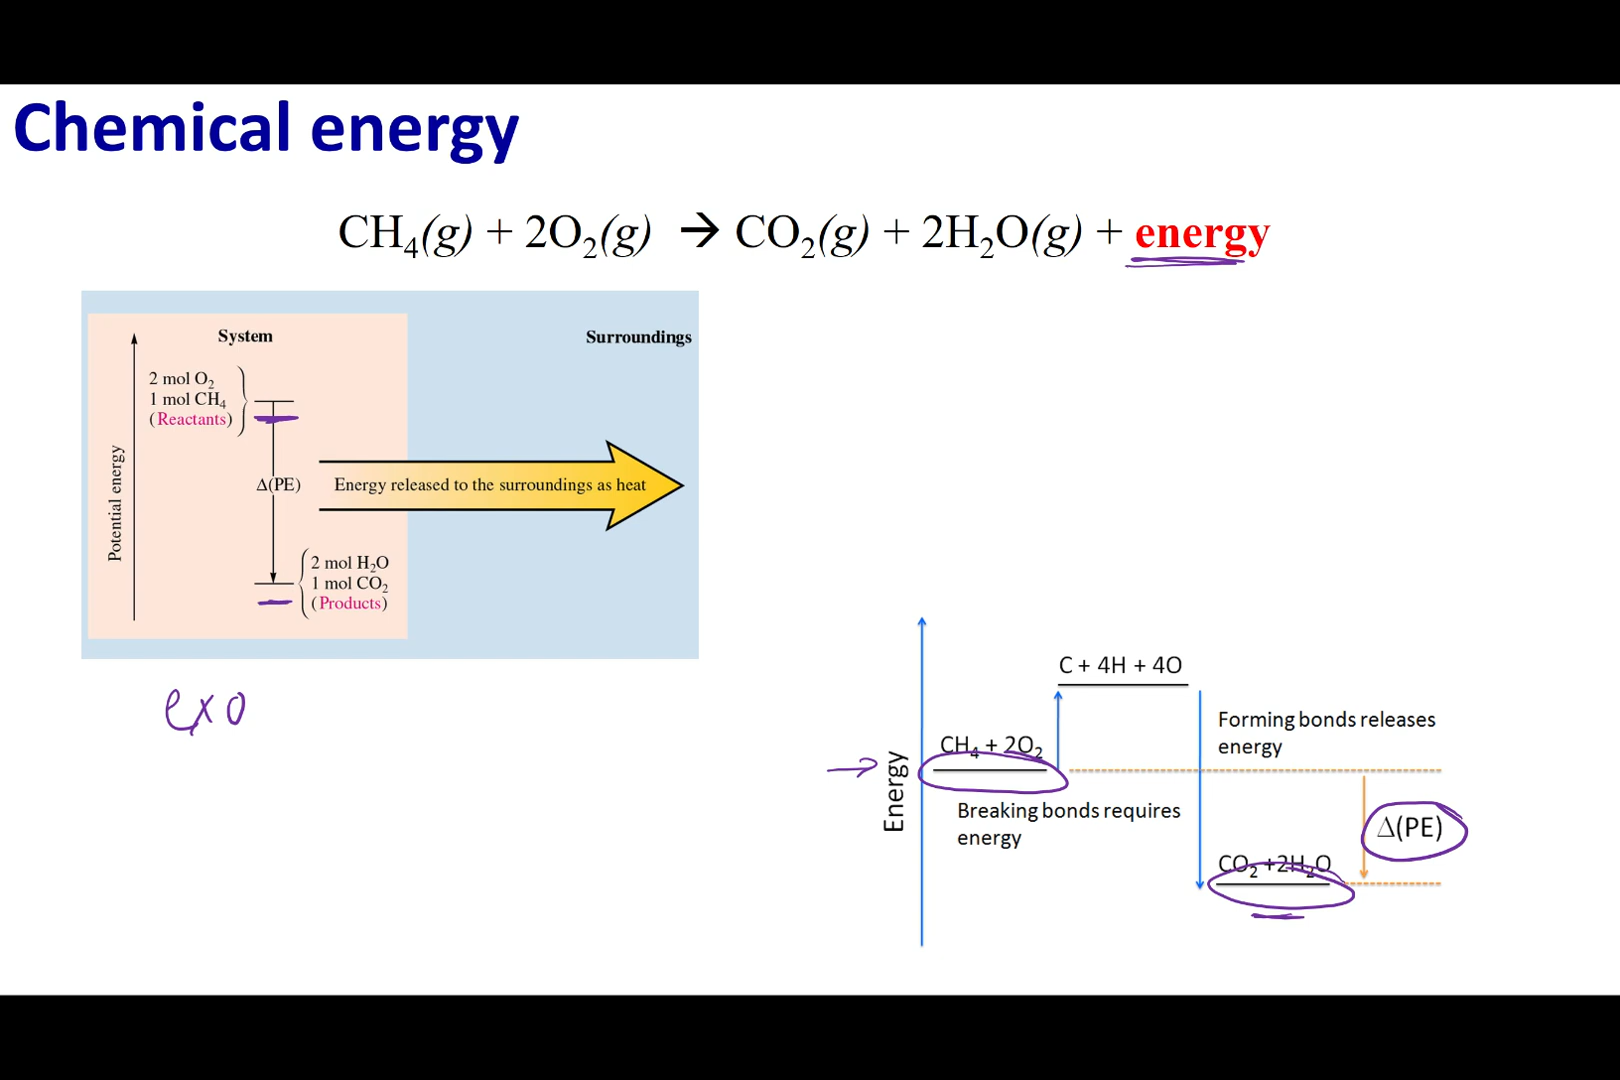 Chemical energy
CH₄(g) + 2O₂(g) → CO₂(g) + 2H₂O(g) + energy
System
Surroundings
2 mol O₂
1 mol CH₄
(Reactants)
Potential energy
Δ(PE)
Energy released to the surroundings as heat
2 mol H₂O
1 mol CO₂
(Products)
exo
C + 4H + 4O
Forming bonds releases
energy
CH₄ + 2O₂
Energy
Breaking bonds requires
energy
Δ(PE)
CO₂ +2H₂O